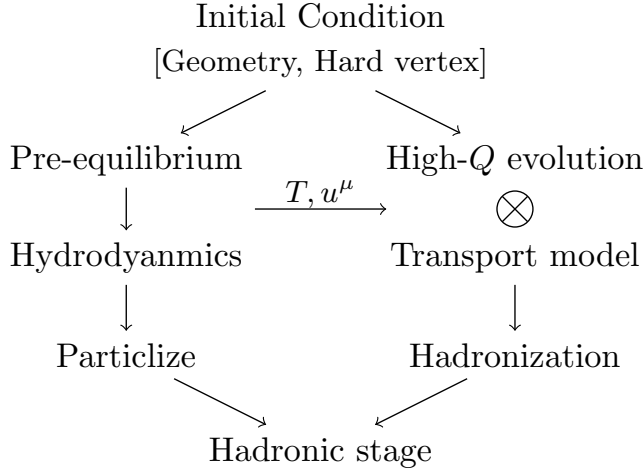 Initial Condition
[Geometry, Hard vertex]
Pre-equilibrium
High-Q evolution
T, u^μ
Hydrodyanmics
Transport model
Particlize
Hadronization
Hadronic stage